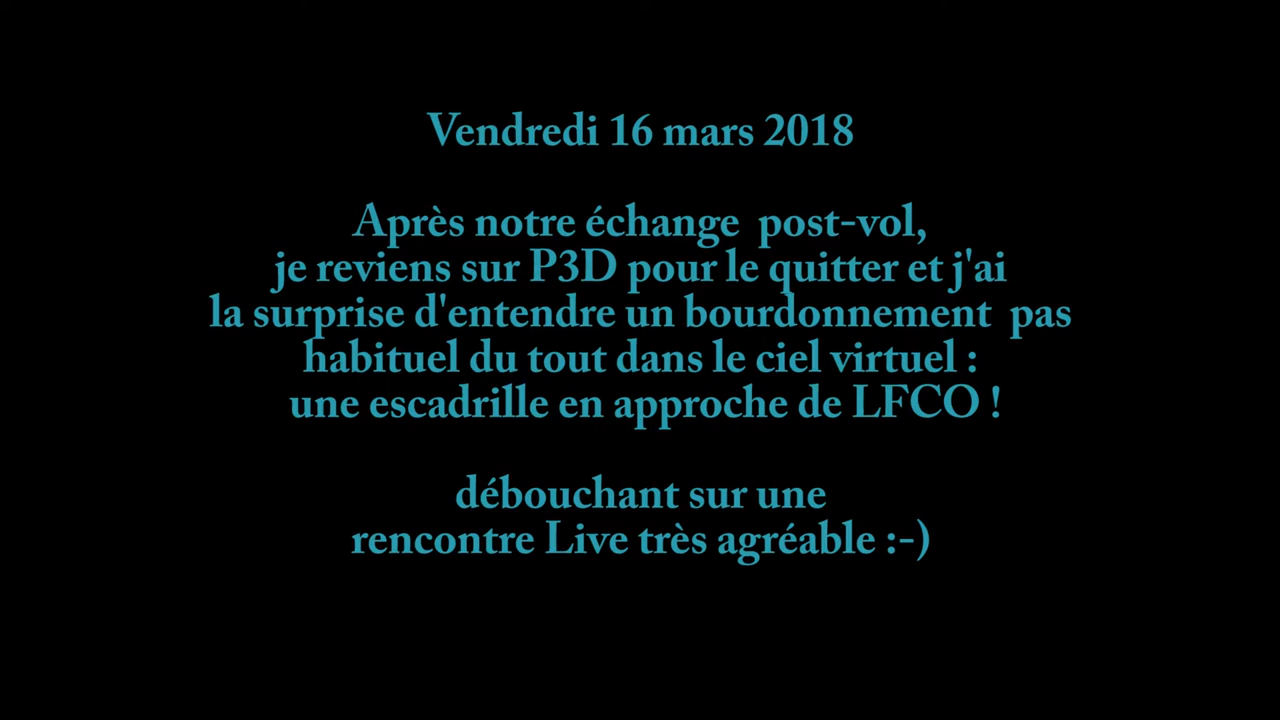 Vendredi 16 mars 2018
Après notre échange  post-vol,
je reviens sur P3D pour le quitter et j'ai
la surprise d'entendre un bourdonnement  pas
habituel du tout dans le ciel virtuel :
une escadrille en approche de LFCO !
débouchant sur une
rencontre Live très agréable :-)